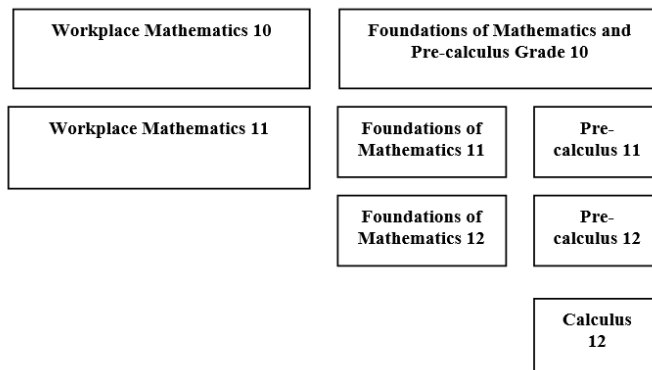 Workplace Mathematics 10
Foundations of Mathematics and
Pre-calculus Grade 10
Workplace Mathematics 11
Foundations of
Mathematics 11
Pre-
calculus 11
Foundations of
Mathematics 12
Pre-
calculus 12
Calculus
12